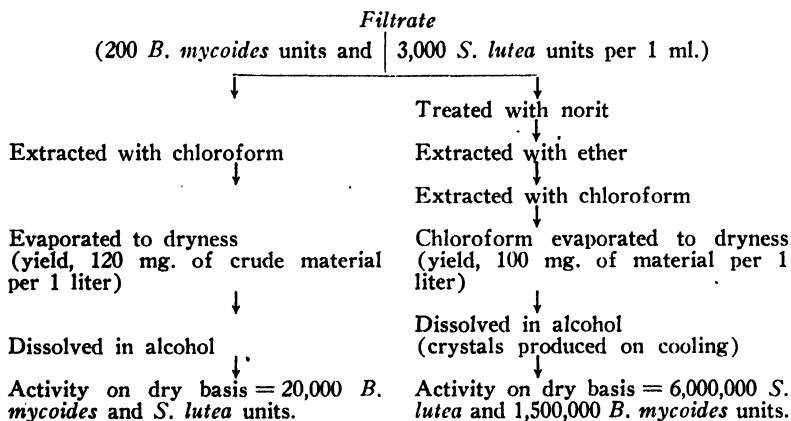 Filtrate
(200 B. mycoides units and 3,000 S. lutea units per 1 ml.)
Treated with norit
Extracted with chloroform
Extracted with ether
Extracted with chloroform
Evaporated to dryness
(yield, 120 mg. of crude material
per 1 liter)
Chloroform evaporated to dryness
(yield, 100 mg. of material per 1
liter)
Dissolved in alcohol
Dissolved in alcohol
(crystals produced on cooling)
Activity on dry basis = 20,000 B.
mycoides and S. lutea units.
Activity on dry basis = 6,000,000 S.
lutea and 1,500,000 B. mycoides units.